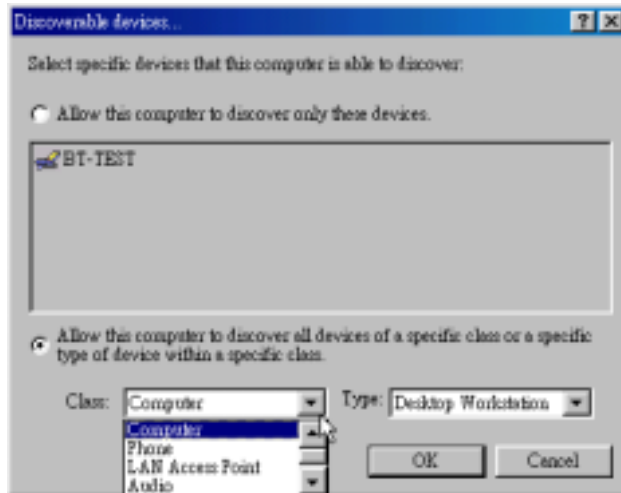 Discoverable devices...
Select specific devices that this computer is able to discover:
Allow this computer to discover only these devices.
BT-TEST
Allow this computer to discover all devices of a specific class or a specific
type of device within a specific class.
Class: Computer Type: Desktop Workstation
Computer
Phone
LAN Access Point
Audio
OK Cancel